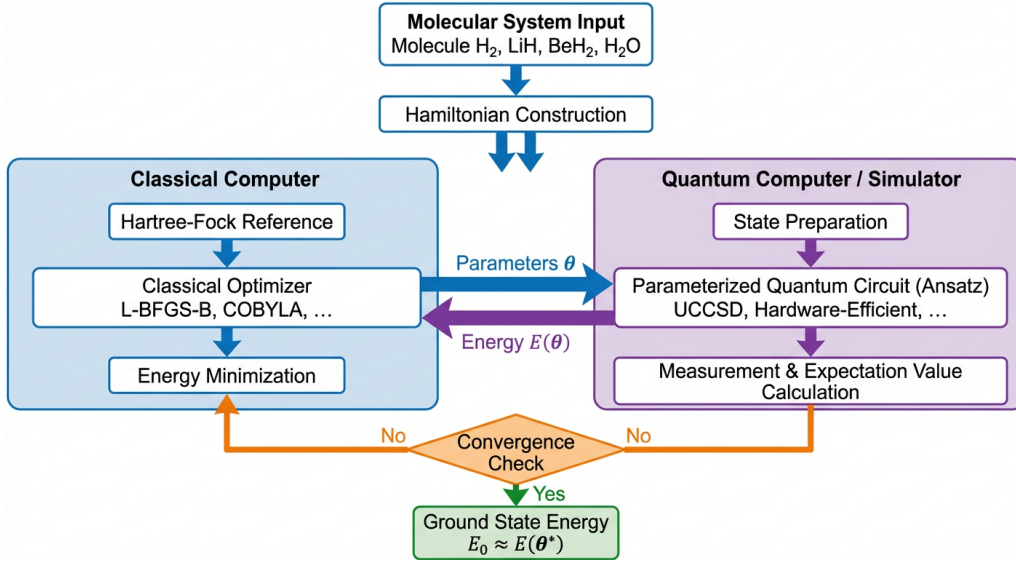 Molecular System Input
Molecule H₂, LiH, BeH₂, H₂O
Hamiltonian Construction
Classical Computer
Hartree-Fock Reference
Classical Optimizer
L-BFGS-B, COBYLA, ...
Energy Minimization
Parameters θ
Energy E(θ)
Quantum Computer / Simulator
State Preparation
Parameterized Quantum Circuit (Ansatz)
UCCSD, Hardware-Efficient, ...
Measurement & Expectation Value
Calculation
No
Convergence
Check
No
Yes
Ground State Energy
E₀ ≈ E(θ*)